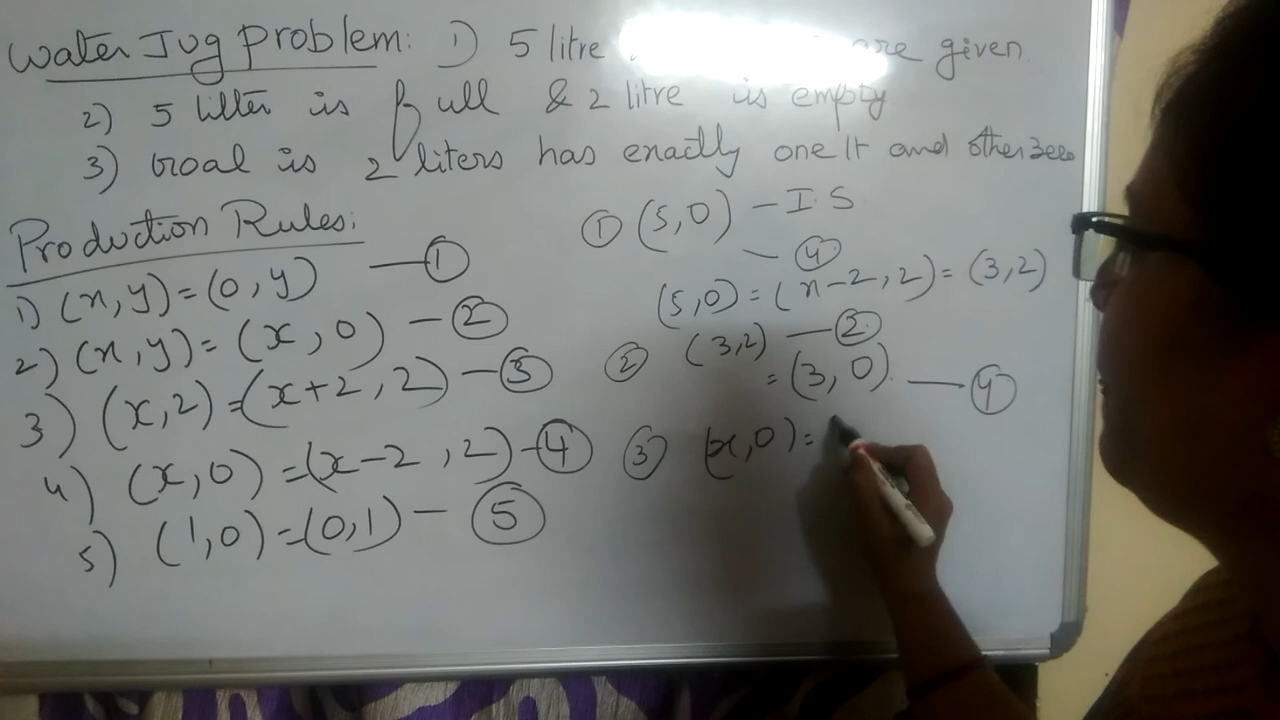 Water Jug Problem: 1) 5 litre are given.
2) 5 litter is full & 2 litre is empty
3) Goal is 2 liters has exactly one lt and other zero
Production Rules:
1) (x,y)=(0,y) — ①
2) (x,y)=(x,0) — ②
3) (x,2)=(x+2,2) — ③
4) (x,0)=(x-2,2) — ④
5) (1,0)=(0,1) — ⑤
① (5,0) — I.S
— ④
(5,0)=(x-2,2)=(3,2)
② (3,2) — ②
=(3,0). — ④
③ (x,0)=